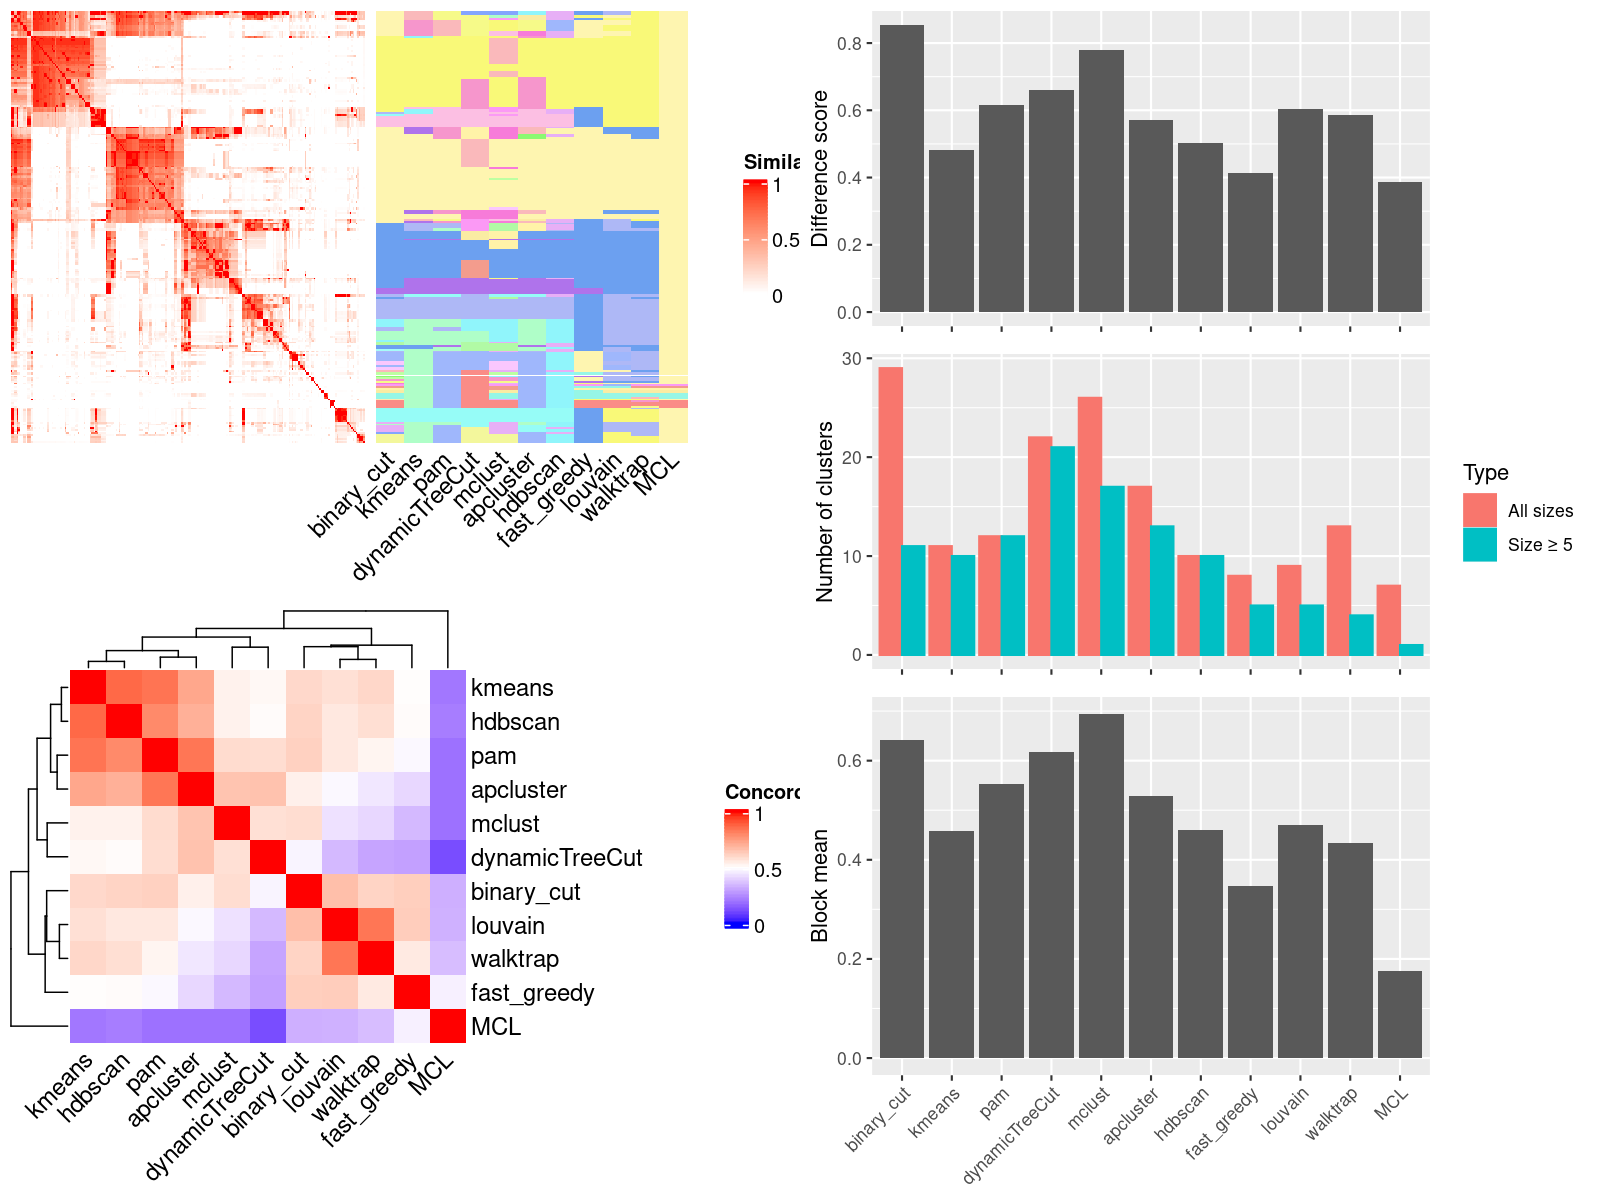 Simila
1
0.5
0
binary_cut
kmeans
pam
dynamicTreeCut
mclust
apcluster
hdbscan
fast_greedy
louvain
walktrap
MCL
kmeans
hdbscan
pam
apcluster
mclust
dynamicTreeCut
binary_cut
louvain
walktrap
fast_greedy
MCL
kmeans
hdbscan
pam
apcluster
mclust
dynamicTreeCut
binary_cut
louvain
walktrap
fast_greedy
MCL
Concord
1
0.5
0
Difference score
0.8
0.6
0.4
0.2
0.0
Number of clusters
30
20
10
0
Type
All sizes
Size ≥ 5
Block mean
0.6
0.4
0.2
0.0
binary_cut
kmeans
pam
dynamicTreeCut
mclust
apcluster
hdbscan
fast_greedy
louvain
walktrap
MCL